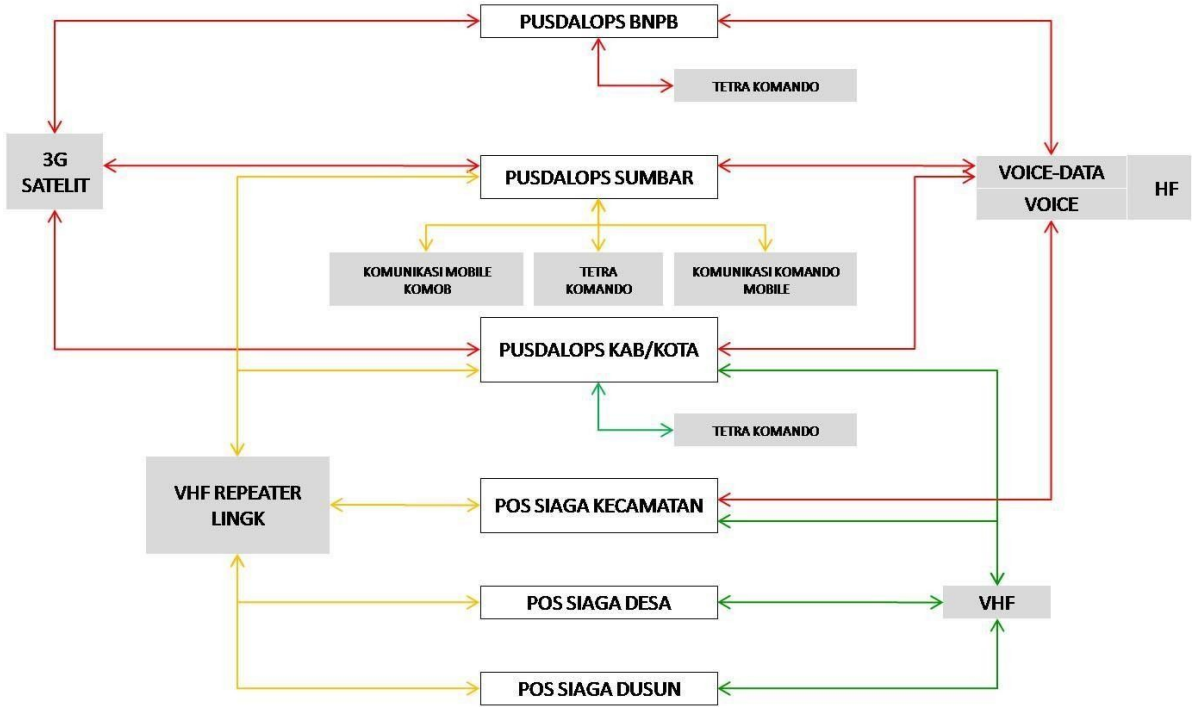 PUSDALOPS BNPB
TETRA KOMANDO
3G
SATELIT
PUSDALOPS SUMBAR
VOICE-DATA
VOICE
HF
KOMUNIKASI MOBILE
KOMOB
TETRA
KOMANDO
KOMUNIKASI KOMANDO
MOBILE
PUSDALOPS KAB/KOTA
TETRA KOMANDO
VHF REPEATER
LINGK
POS SIAGA KECAMATAN
POS SIAGA DESA
VHF
POS SIAGA DUSUN